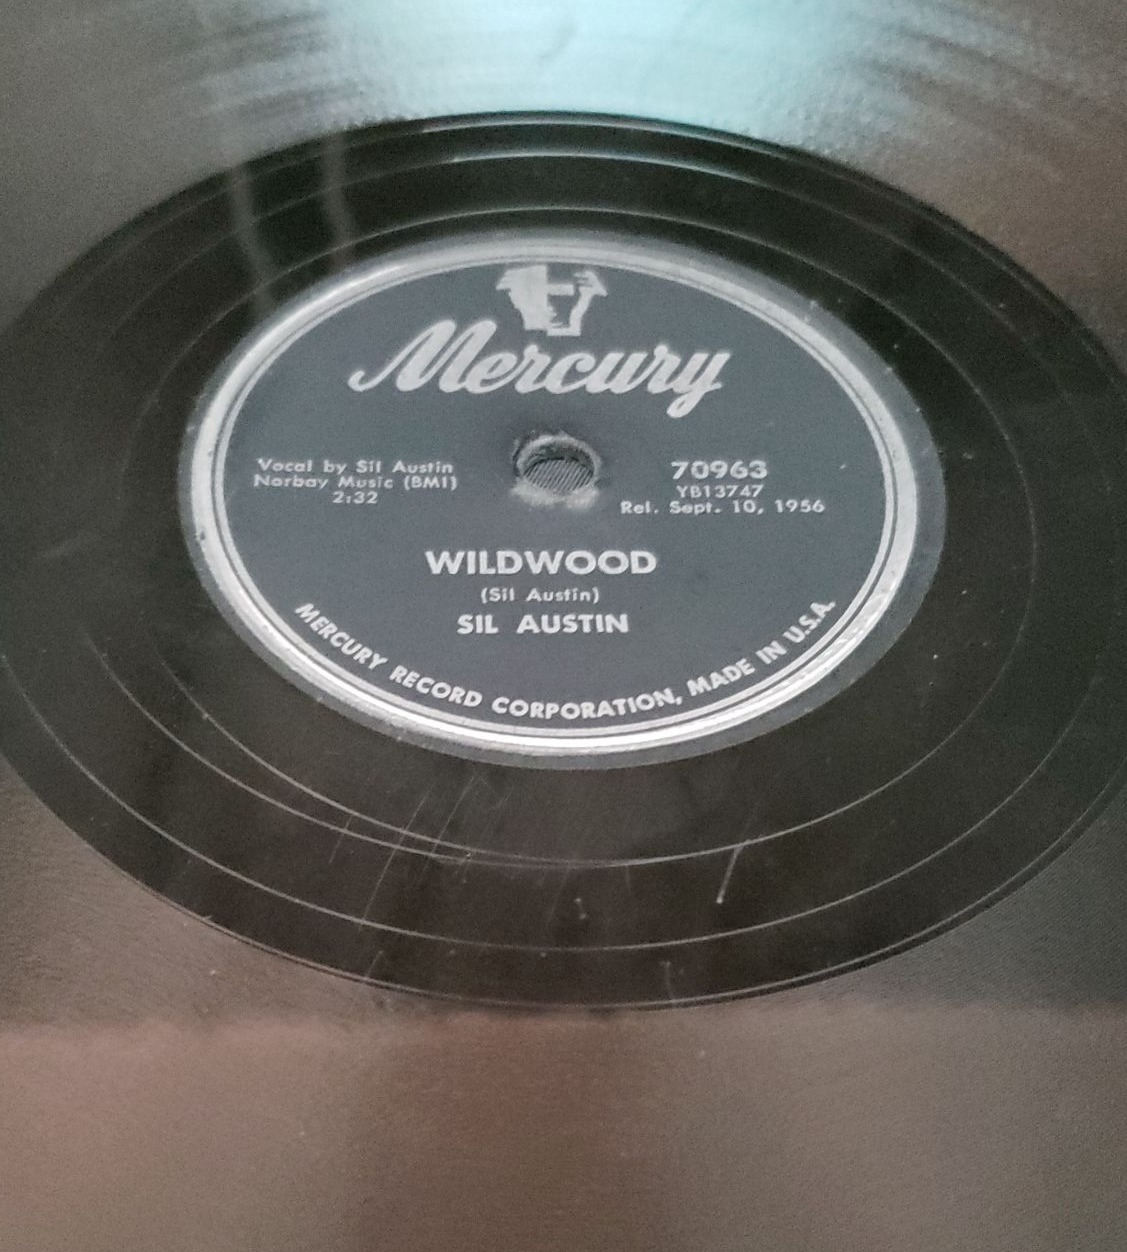 Mercury
Vocal by Sil Austin
Norbay Music (BMI)
2:32
70963
YB13747
Rel. Sept. 10, 1956
WILDWOOD
(Sil Austin)
SIL AUSTIN
MERCURY RECORD CORPORATION, MADE IN U.S.A.